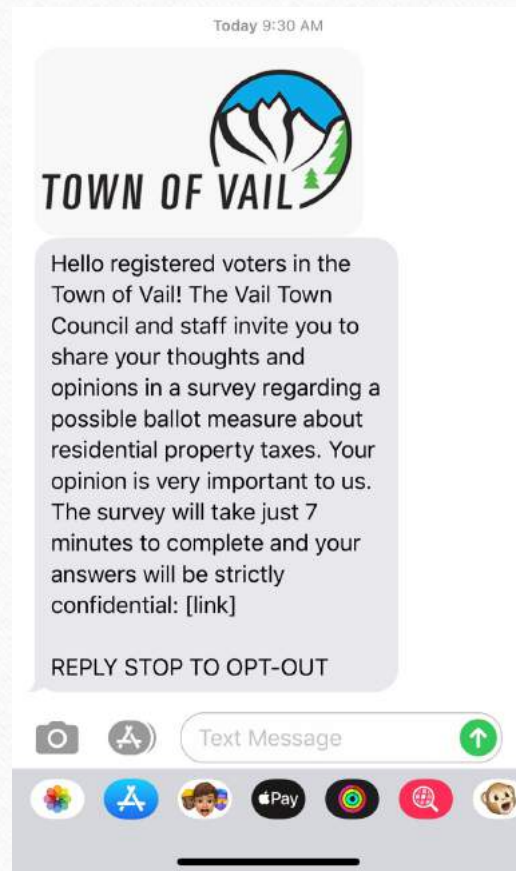 Today 9:30 AM
TOWN OF VAIL
Hello registered voters in the
Town of Vail! The Vail Town
Council and staff invite you to
share your thoughts and
opinions in a survey regarding a
possible ballot measure about
residential property taxes. Your
opinion is very important to us.
The survey will take just 7
minutes to complete and your
answers will be strictly
confidential: [link]
REPLY STOP TO OPT-OUT
Text Message
Pay